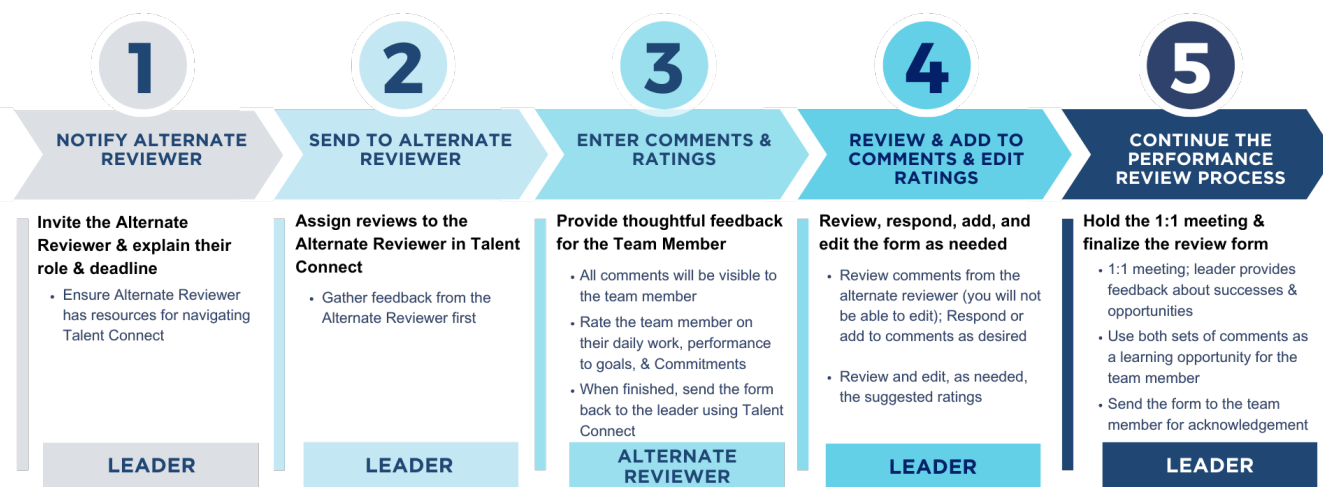 1
NOTIFY ALTERNATE
REVIEWER
Invite the Alternate
Reviewer & explain their
role & deadline
• Ensure Alternate Reviewer
has resources for navigating
Talent Connect
LEADER
2
SEND TO ALTERNATE
REVIEWER
Assign reviews to the
Alternate Reviewer in Talent
Connect
• Gather feedback from the
Alternate Reviewer first
LEADER
3
ENTER COMMENTS &
RATINGS
Provide thoughtful feedback
for the Team Member
• All comments will be visible to
the team member
• Rate the team member on
their daily work, performance
to goals, & Commitments
• When finished, send the form
back to the leader using Talent
Connect
ALTERNATE
REVIEWER
4
REVIEW & ADD TO
COMMENTS & EDIT
RATINGS
Review, respond, add, and
edit the form as needed
• Review comments from the
alternate reviewer (you will not
be able to edit); Respond or
add to comments as desired
• Review and edit, as needed,
the suggested ratings
LEADER
5
CONTINUE THE
PERFORMANCE
REVIEW PROCESS
Hold the 1:1 meeting &
finalize the review form
• 1:1 meeting; leader provides
feedback about successes &
opportunities
• Use both sets of comments as
a learning opportunity for the
team member
• Send the form to the team
member for acknowledgement
LEADER